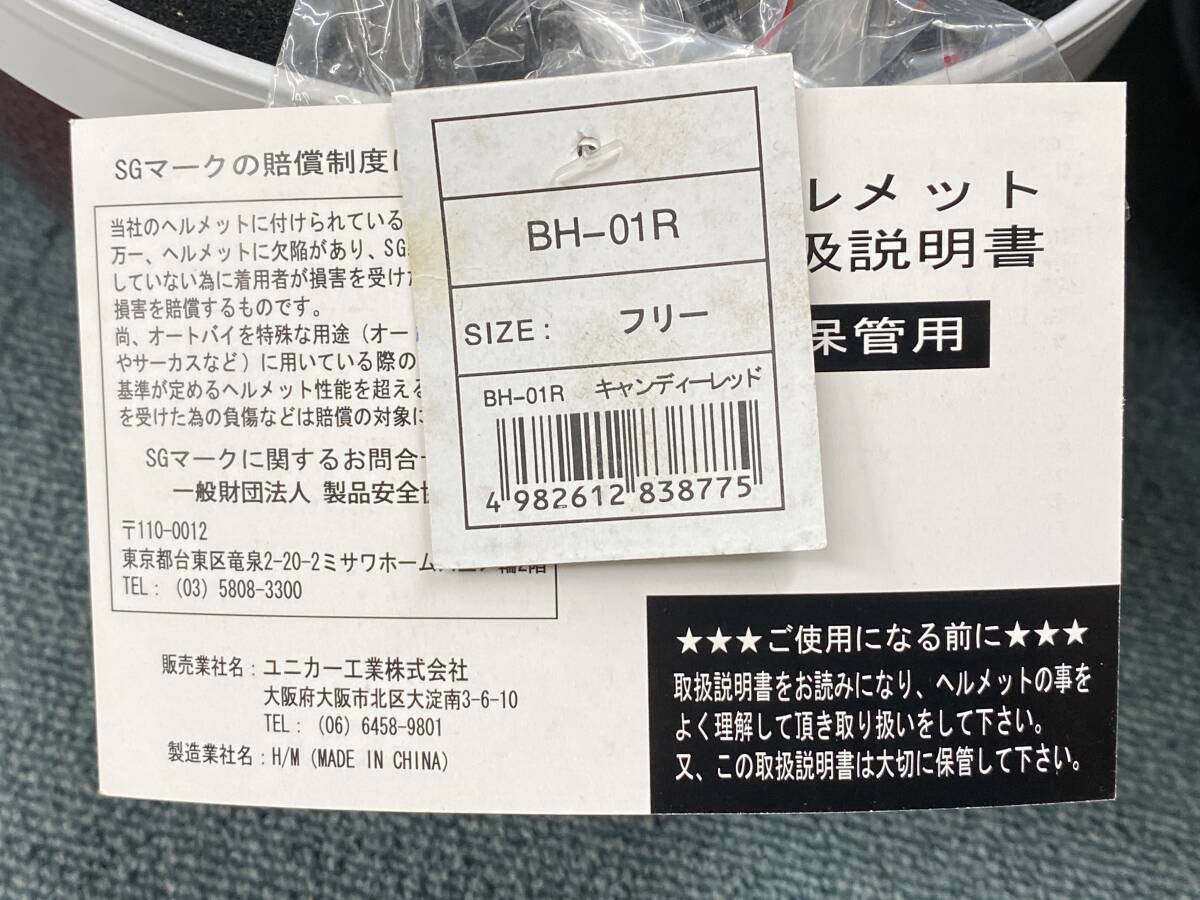 SGマークの賠償制度
当社のヘルメットに付けられている
万一、ヘルメットに欠陥があり、SG
していない為に着用者が損害を受けた
損害を賠償するものです。
尚、オートバイを特殊な用途（オー
やサーカスなど）に用いている際の
基準が定めるヘルメット性能を超える
を受けた為の負傷などは賠償の対象に
SGマークに関するお問合
一般財団法人 製品安全
〒110-0012
東京都台東区竜泉2-20-2ミサワホーム
TEL: (03) 5808-3300
販売業社名：ユニカー工業株式会社
大阪府大阪市北区大淀南3-6-10
TEL: (06) 6458-9801
製造業社名：H/M (MADE IN CHINA)
BH-01R
SIZE: フリー
BH-01R キャンディーレッド
4 982612 838775
ルメット
扱説明書
保管用
★★★ご使用になる前に★★★
取扱説明書をお読みになり、ヘルメットの事を
よく理解して頂き取り扱いをして下さい。
又、この取扱説明書は大切に保管して下さい。